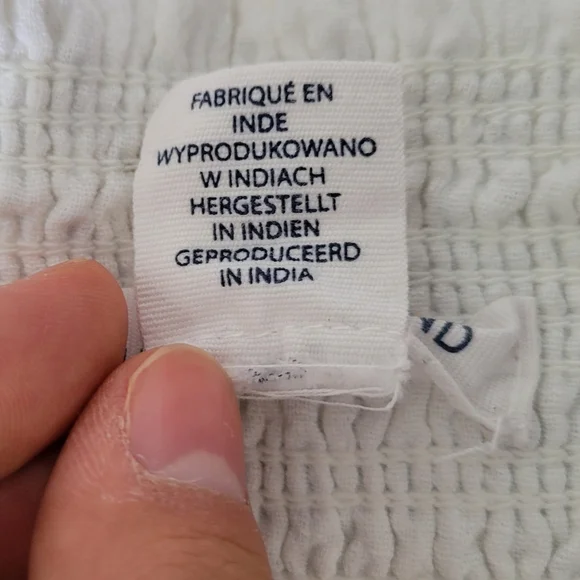 FABRIQUÉ EN
INDE
WYPRODUKOWANO
W INDIACH
HERGESTELLT
IN INDIEN
GEPRODUCEERD
IN INDIA